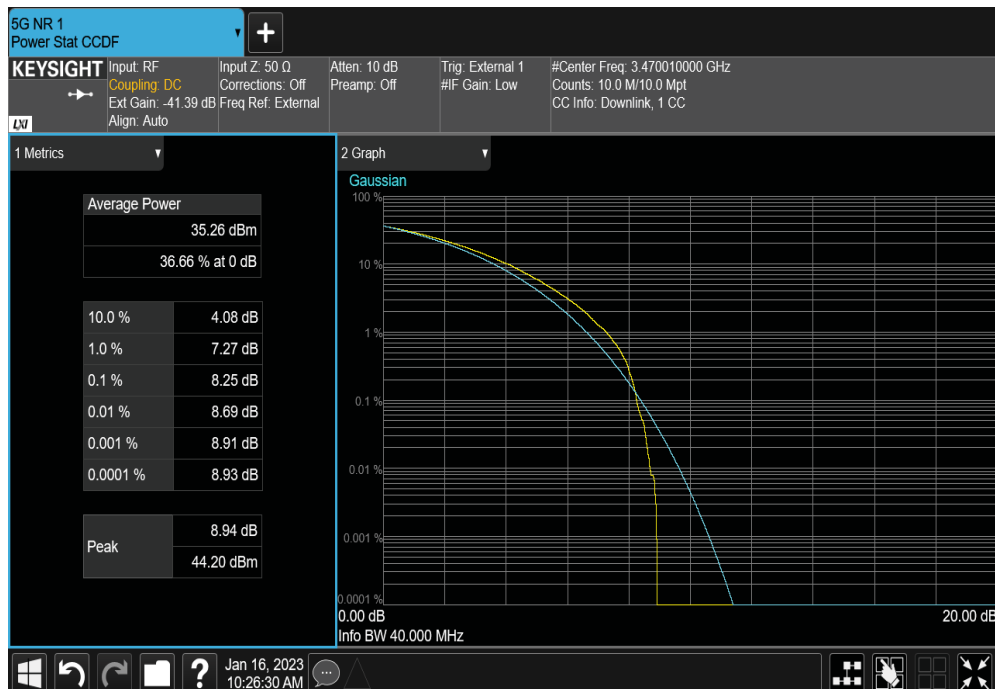 5G NR 1
Power Stat CCDF
+
KEYSIGHT
LXI
Input: RF
Coupling: DC
Ext Gain: -41.39 dB
Align: Auto
Input Z: 50 Ω
Corrections: Off
Freq Ref: External
Atten: 10 dB
Preamp: Off
Trig: External 1
#IF Gain: Low
#Center Freq: 3.470010000 GHz
Counts: 10.0 M/10.0 Mpt
CC Info: Downlink, 1 CC
1 Metrics
Average Power
35.26 dBm
36.66 % at 0 dB
10.0 % 4.08 dB
1.0 % 7.27 dB
0.1 % 8.25 dB
0.01 % 8.69 dB
0.001 % 8.91 dB
0.0001 % 8.93 dB
Peak
8.94 dB
44.20 dBm
2 Graph
Gaussian
100 %
10 %
1 %
0.1 %
0.01 %
0.001 %
0.0001 %
0.00 dB 20.00 dB
Info BW 40.000 MHz
?
Jan 16, 2023
10:26:30 AM